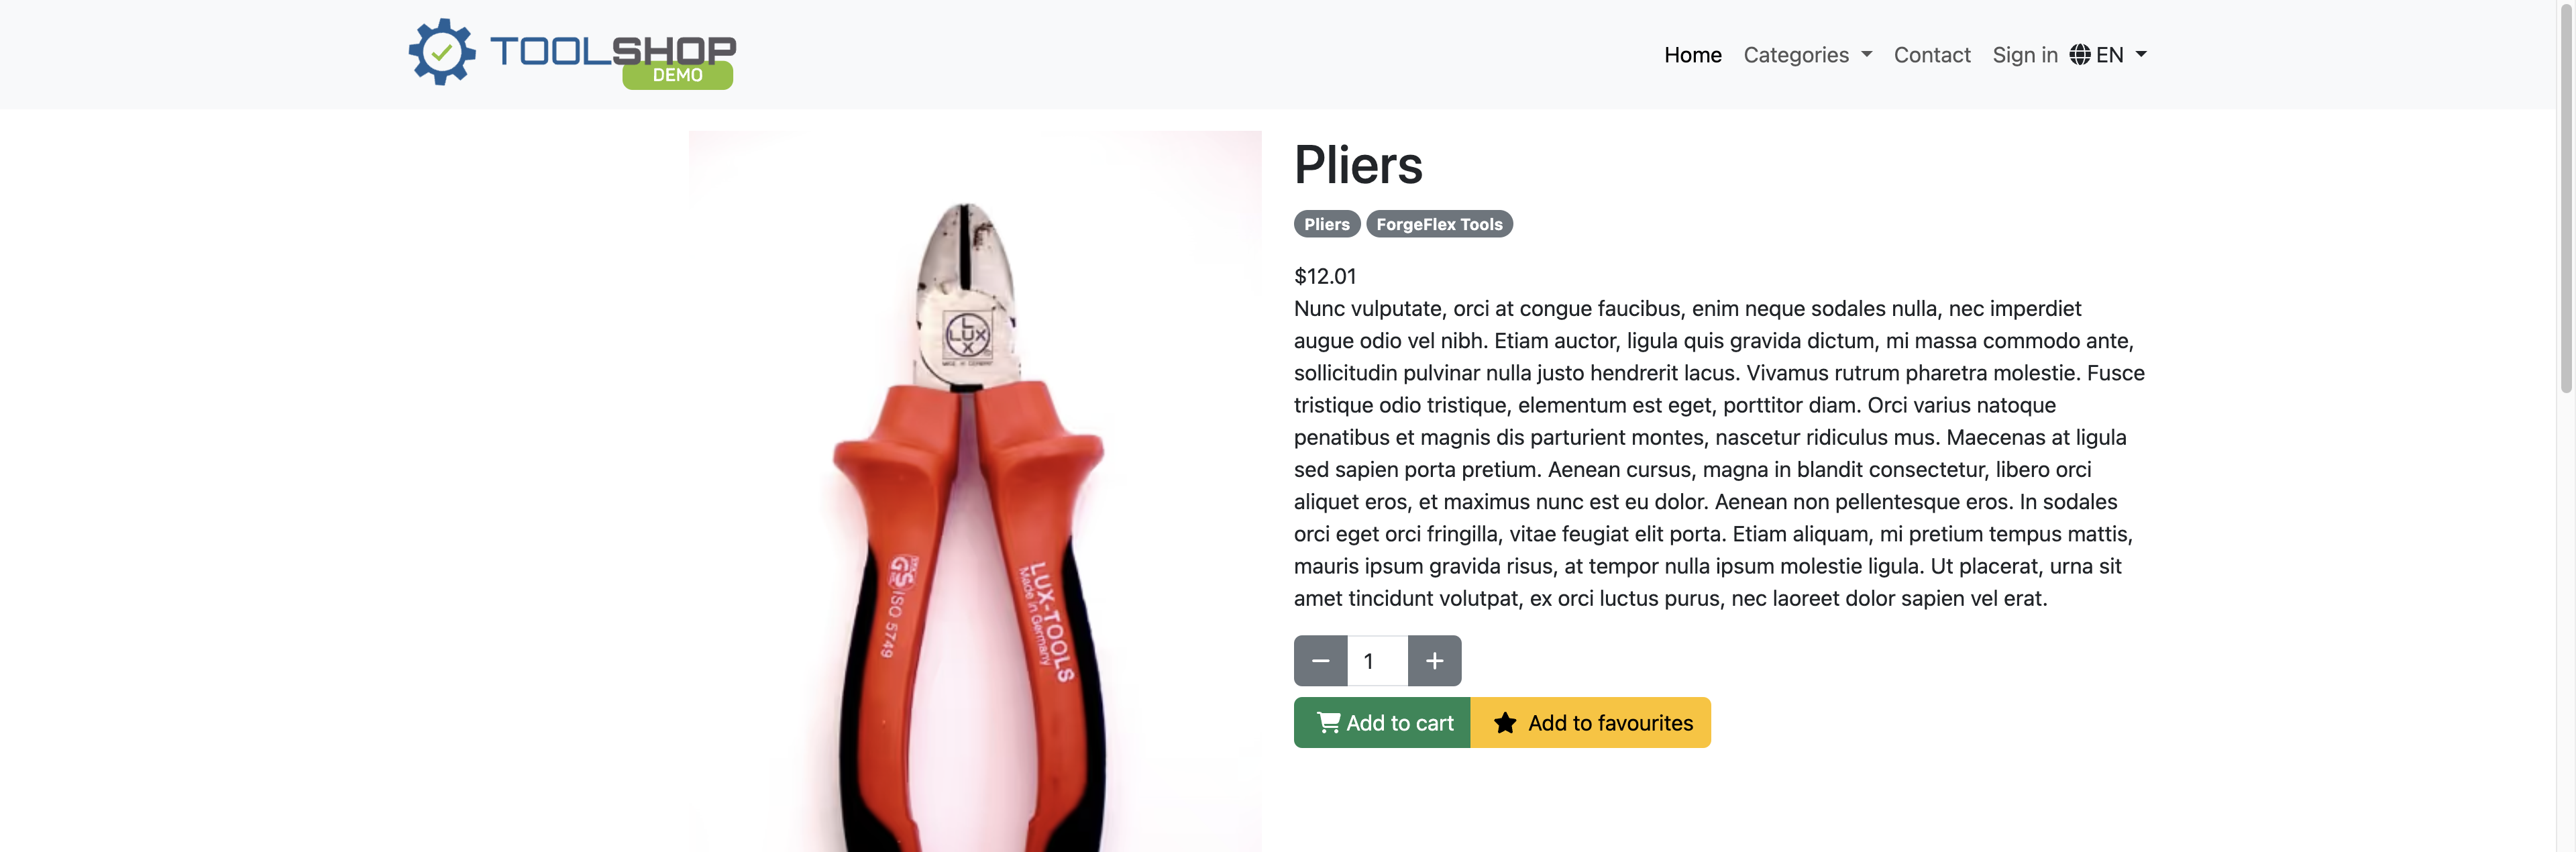 TOOLSHOP
DEMO
Home Categories Contact Sign in EN
Pliers
Pliers ForgeFlex Tools
$12.01
Nunc vulputate, orci at congue faucibus, enim neque sodales nulla, nec imperdiet
augue odio vel nibh. Etiam auctor, ligula quis gravida dictum, mi massa commodo ante,
sollicitudin pulvinar nulla justo hendrerit lacus. Vivamus rutrum pharetra molestie. Fusce
tristique odio tristique, elementum est eget, porttitor diam. Orci varius natoque
penatibus et magnis dis parturient montes, nascetur ridiculus mus. Maecenas at ligula
sed sapien porta pretium. Aenean cursus, magna in blandit consectetur, libero orci
aliquet eros, et maximus nunc est eu dolor. Aenean non pellentesque eros. In sodales
orci eget orci fringilla, vitae feugiat elit porta. Etiam aliquam, mi pretium tempus mattis,
mauris ipsum gravida risus, at tempor nulla ipsum molestie ligula. Ut placerat, urna sit
amet tincidunt volutpat, ex orci luctus purus, nec laoreet dolor sapien vel erat.
1
Add to cart Add to favourites
L
LUX
X
MADE IN GERMANY
GS ISO 5749
LUX-TOOLS
Made in Germany